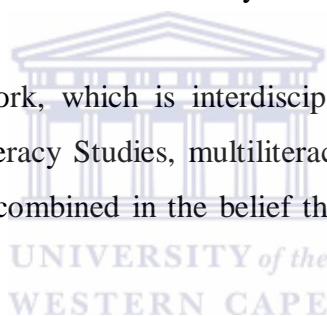 ork, which is interdiscip
eracy Studies, multiliterac
combined in the belief th
UNIVERSITY of the
WESTERN CAPE